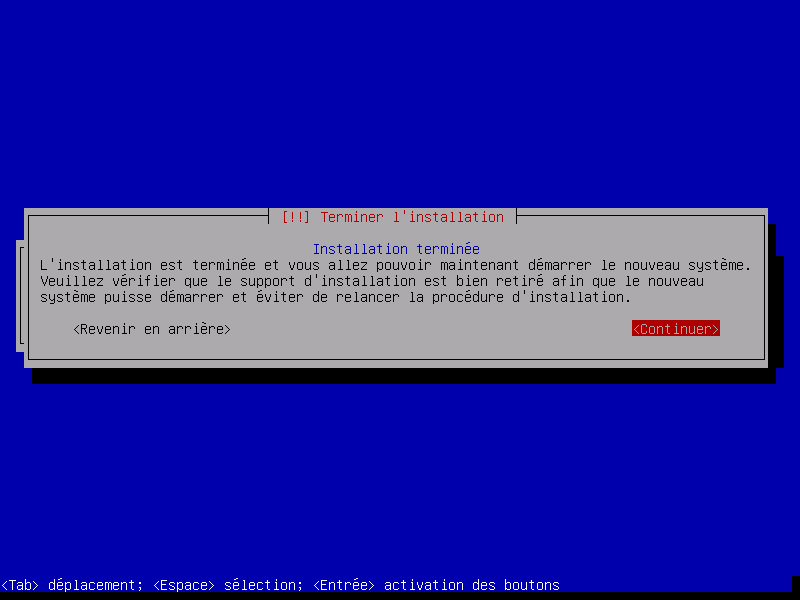 [!!] Terminer l'installation
Installation terminée
L'installation est terminée et vous allez pouvoir maintenant démarrer le nouveau système.
Veuillez vérifier que le support d'installation est bien retiré afin que le nouveau
système puisse démarrer et éviter de relancer la procédure d'installation.
<Revenir en arrière> <Continuer>
<Tab> déplacement; <Espace> sélection; <Entrée> activation des boutons